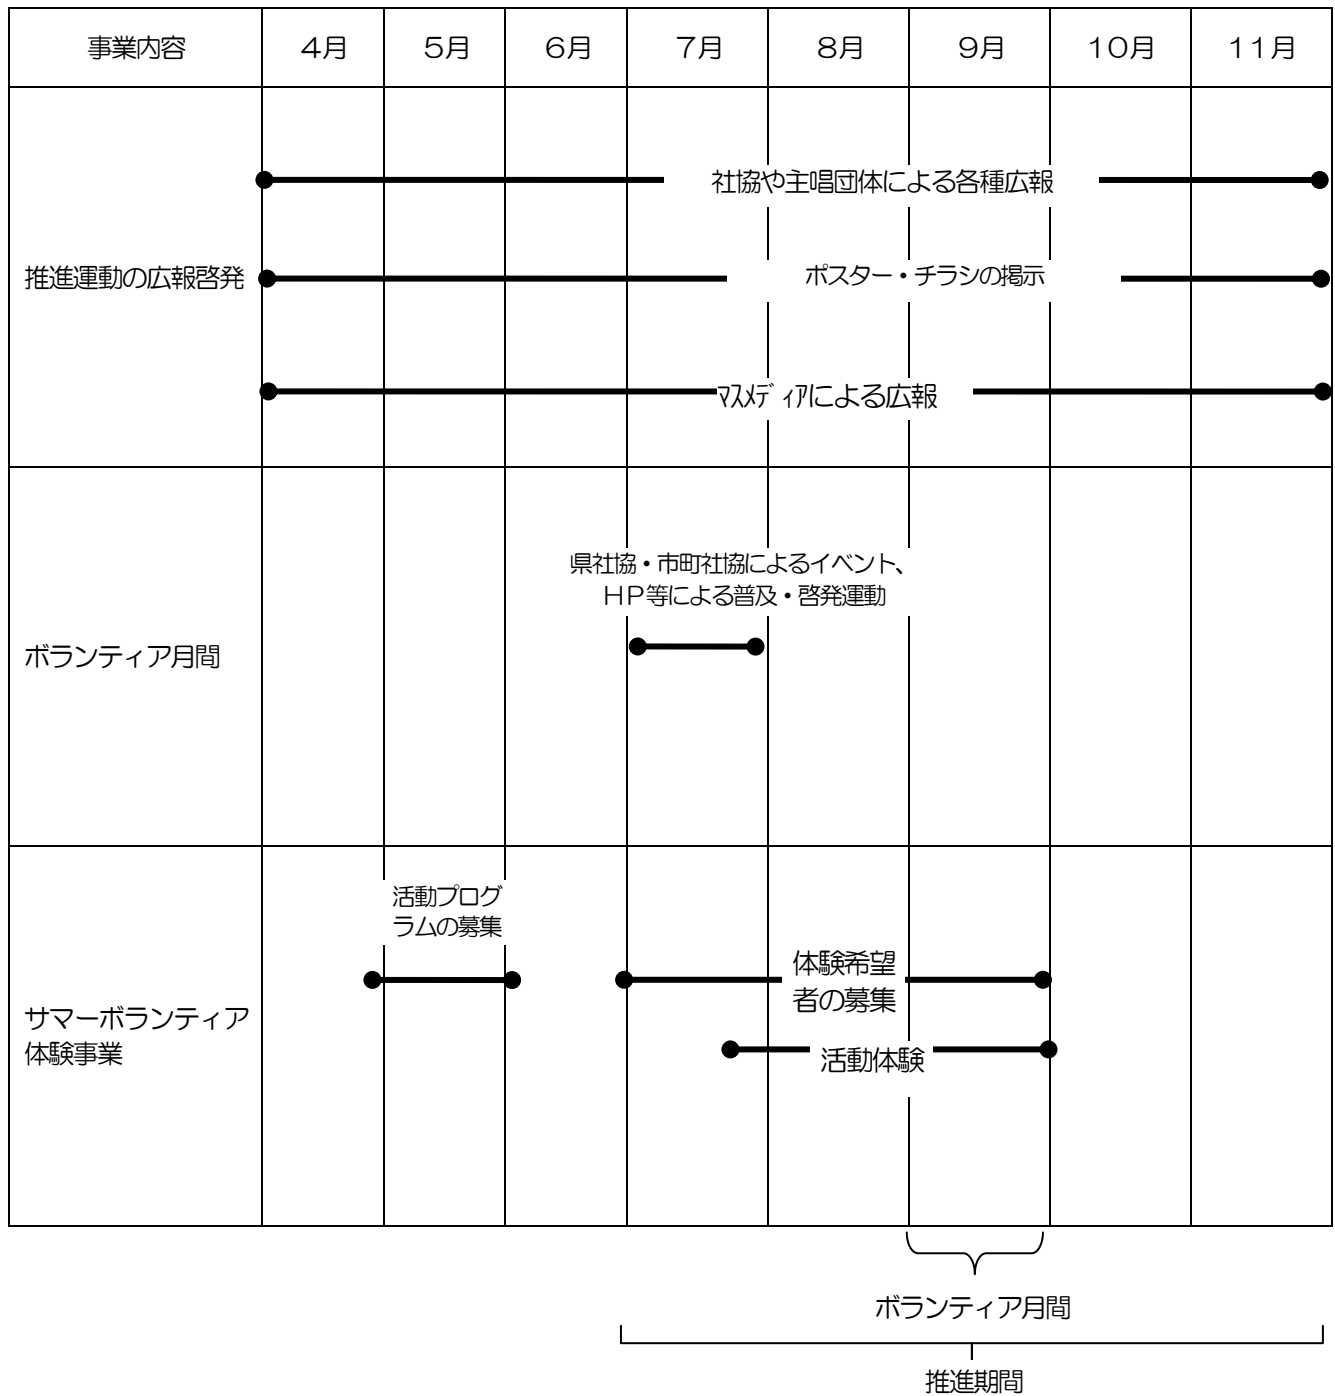 事業内容 4月 5月 6月 7月 8月 9月 10月 11月
社協や主唱団体による各種広報
推進運動の広報啓発
ポスター・チラシの掲示
ﾏｽﾒﾃﾞｨｱによる広報
ボランティア月間
県社協・市町社協によるイベント、
HP等による普及・啓発運動
サマーボランティア
体験事業
活動プログ
ラムの募集
体験希望
者の募集
活動体験
ボランティア月間
推進期間